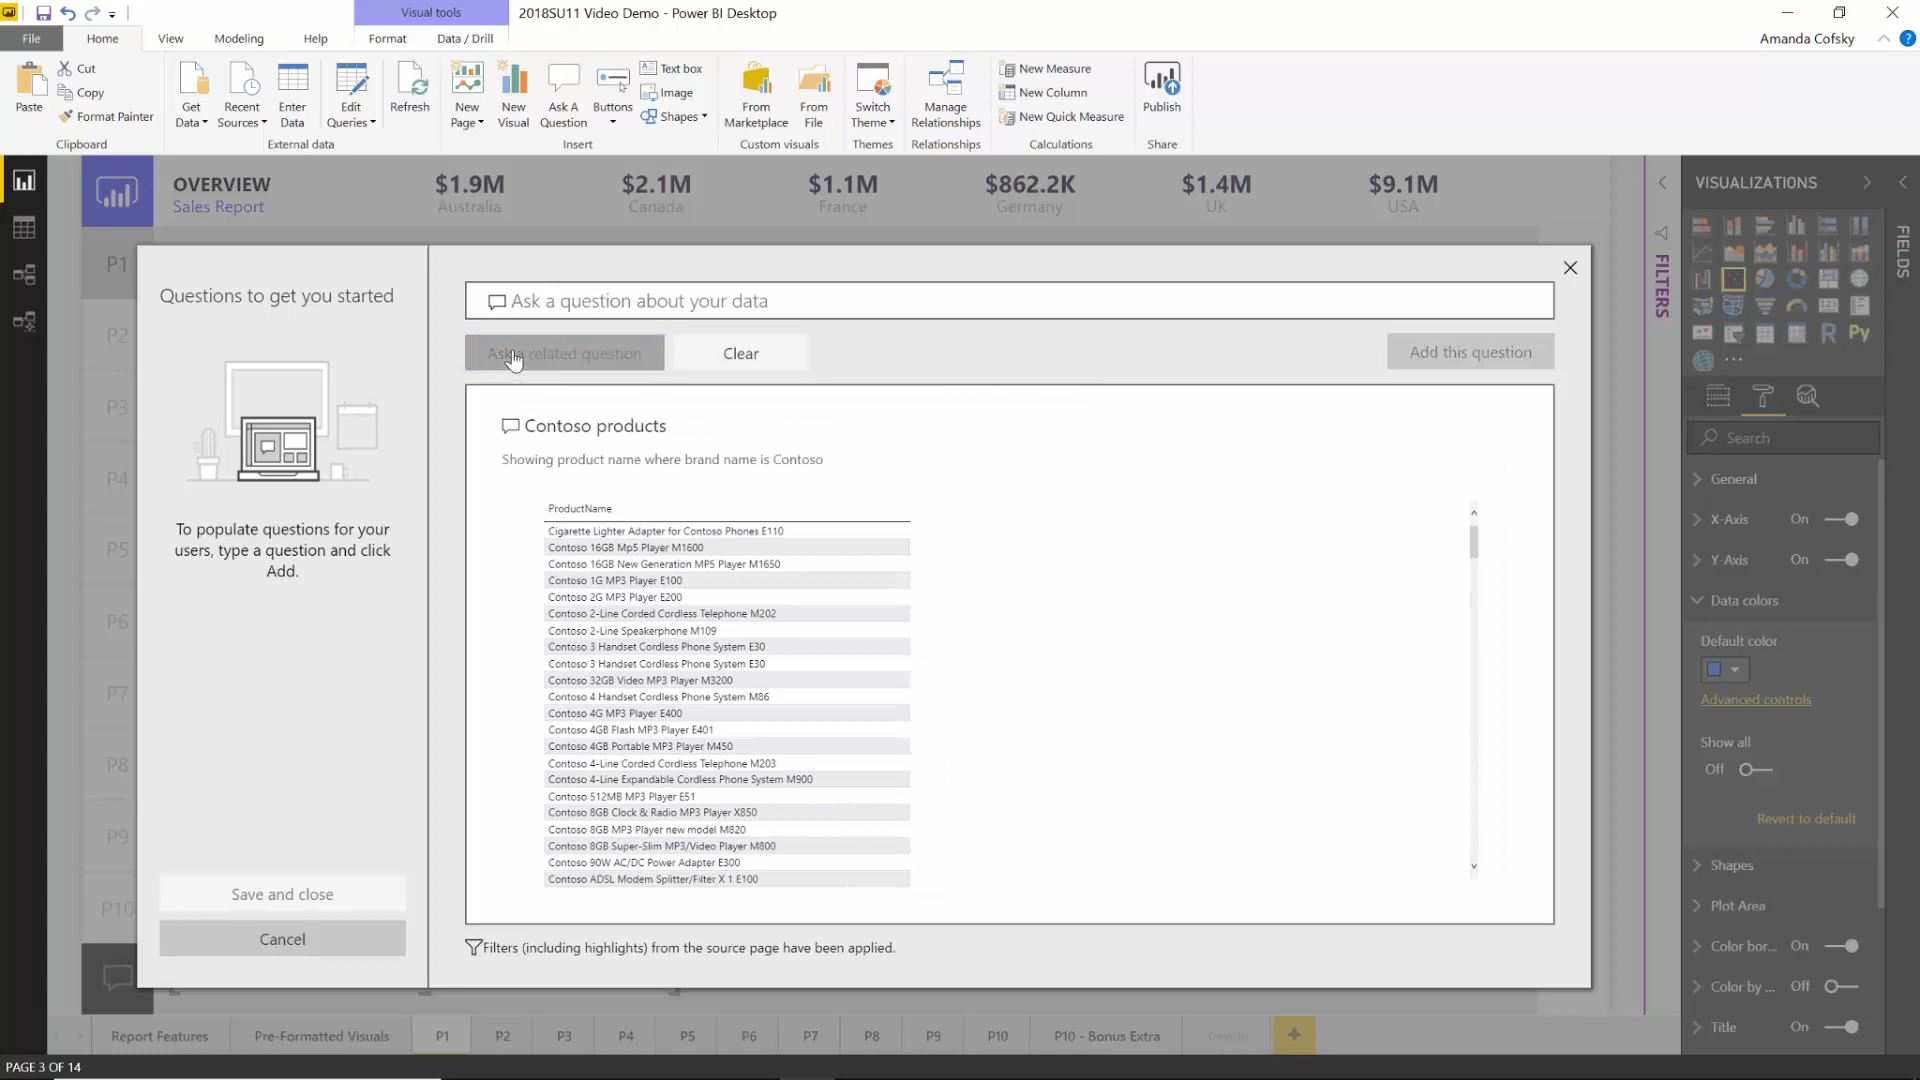 Visual tools
2018SU11 Video Demo - Power BI Desktop
File
Home
View
Modeling
Help
Format
Data / Drill
Amanda Cofsky
Paste
Cut
Copy
Format Painter
Clipboard
Get Data
Recent Sources
Enter Data
Edit Queries
External data
Refresh
New Page
New Visual
Ask A Question
Buttons
Text box
Image
Shapes
Insert
From Marketplace
From File
Custom visuals
Switch Theme
Themes
Manage Relationships
Relationships
New Measure
New Column
New Quick Measure
Calculations
Publish
Share
OVERVIEW
Sales Report
$1.9M
Australia
$2.1M
Canada
$1.1M
France
$862.2K
Germany
$1.4M
UK
$9.1M
USA
P1
P2
P3
P4
P5
P6
P7
P8
P9
P10
Questions to get you started
To populate questions for your
users, type a question and click
Add.
Save and close
Cancel
Ask a question about your data
Ask a related question
Clear
Add this question
Contoso products
Showing product name where brand name is Contoso
ProductName
Cigarette Lighter Adapter for Contoso Phones E110
Contoso 16GB Mp5 Player M1600
Contoso 16GB New Generation MP5 Player M1650
Contoso 1G MP3 Player E100
Contoso 2G MP3 Player E200
Contoso 2-Line Corded Cordless Telephone M202
Contoso 2-Line Speakerphone M109
Contoso 3 Handset Cordless Phone System E30
Contoso 3 Handset Cordless Phone System E30
Contoso 32GB Video MP3 Player M3200
Contoso 4 Handset Cordless Phone System M86
Contoso 4G MP3 Player E400
Contoso 4GB Flash MP3 Player E401
Contoso 4GB Portable MP3 Player M450
Contoso 4-Line Corded Cordless Telephone M203
Contoso 4-Line Expandable Cordless Phone System M900
Contoso 512MB MP3 Player E51
Contoso 8GB Clock & Radio MP3 Player X850
Contoso 8GB MP3 Player new model M820
Contoso 8GB Super-Slim MP3/Video Player M800
Contoso 90W AC/DC Power Adapter E300
Contoso ADSL Modem Splitter/Filter X 1 E100
Filters (including highlights) from the source page have been applied.
FILTERS
VISUALIZATIONS
R
Py
Search
General
X-Axis On
Y-Axis On
Data colors
Default color
Advanced controls
Show all
Off
Revert to default
Shapes
Plot Area
Color bor... On
Color by ... Off
Title On
FIELDS
Report Features
Pre-Formatted Visuals
P1
P2
P3
P4
P5
P6
P7
P8
P9
P10
P10 - Bonus Extra
PAGE 3 OF 14